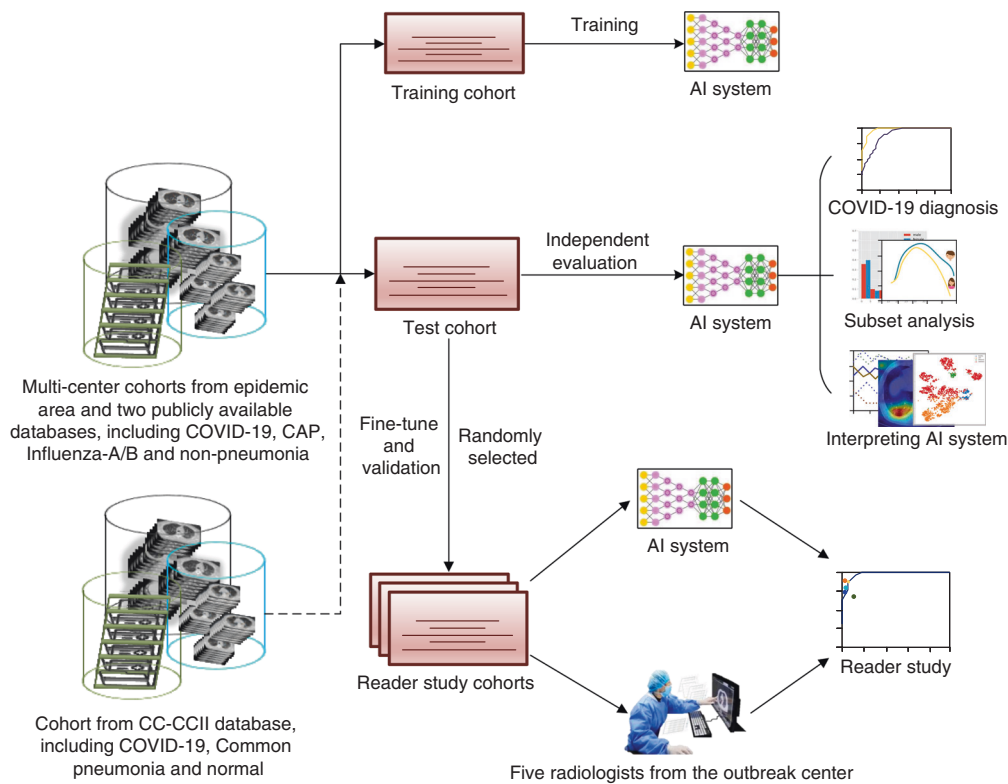 Training
Training cohort
AI system
COVID-19 diagnosis
Independent
evaluation
Test cohort
AI system
Subset analysis
Multi-center cohorts from epidemic
area and two publicly available
databases, including COVID-19, CAP,
Influenza-A/B and non-pneumonia
Interpreting AI system
Fine-tune
and
validation
Randomly
selected
AI system
Reader study cohorts
Reader study
Cohort from CC-CCII database,
including COVID-19, Common
pneumonia and normal
Five radiologists from the outbreak center